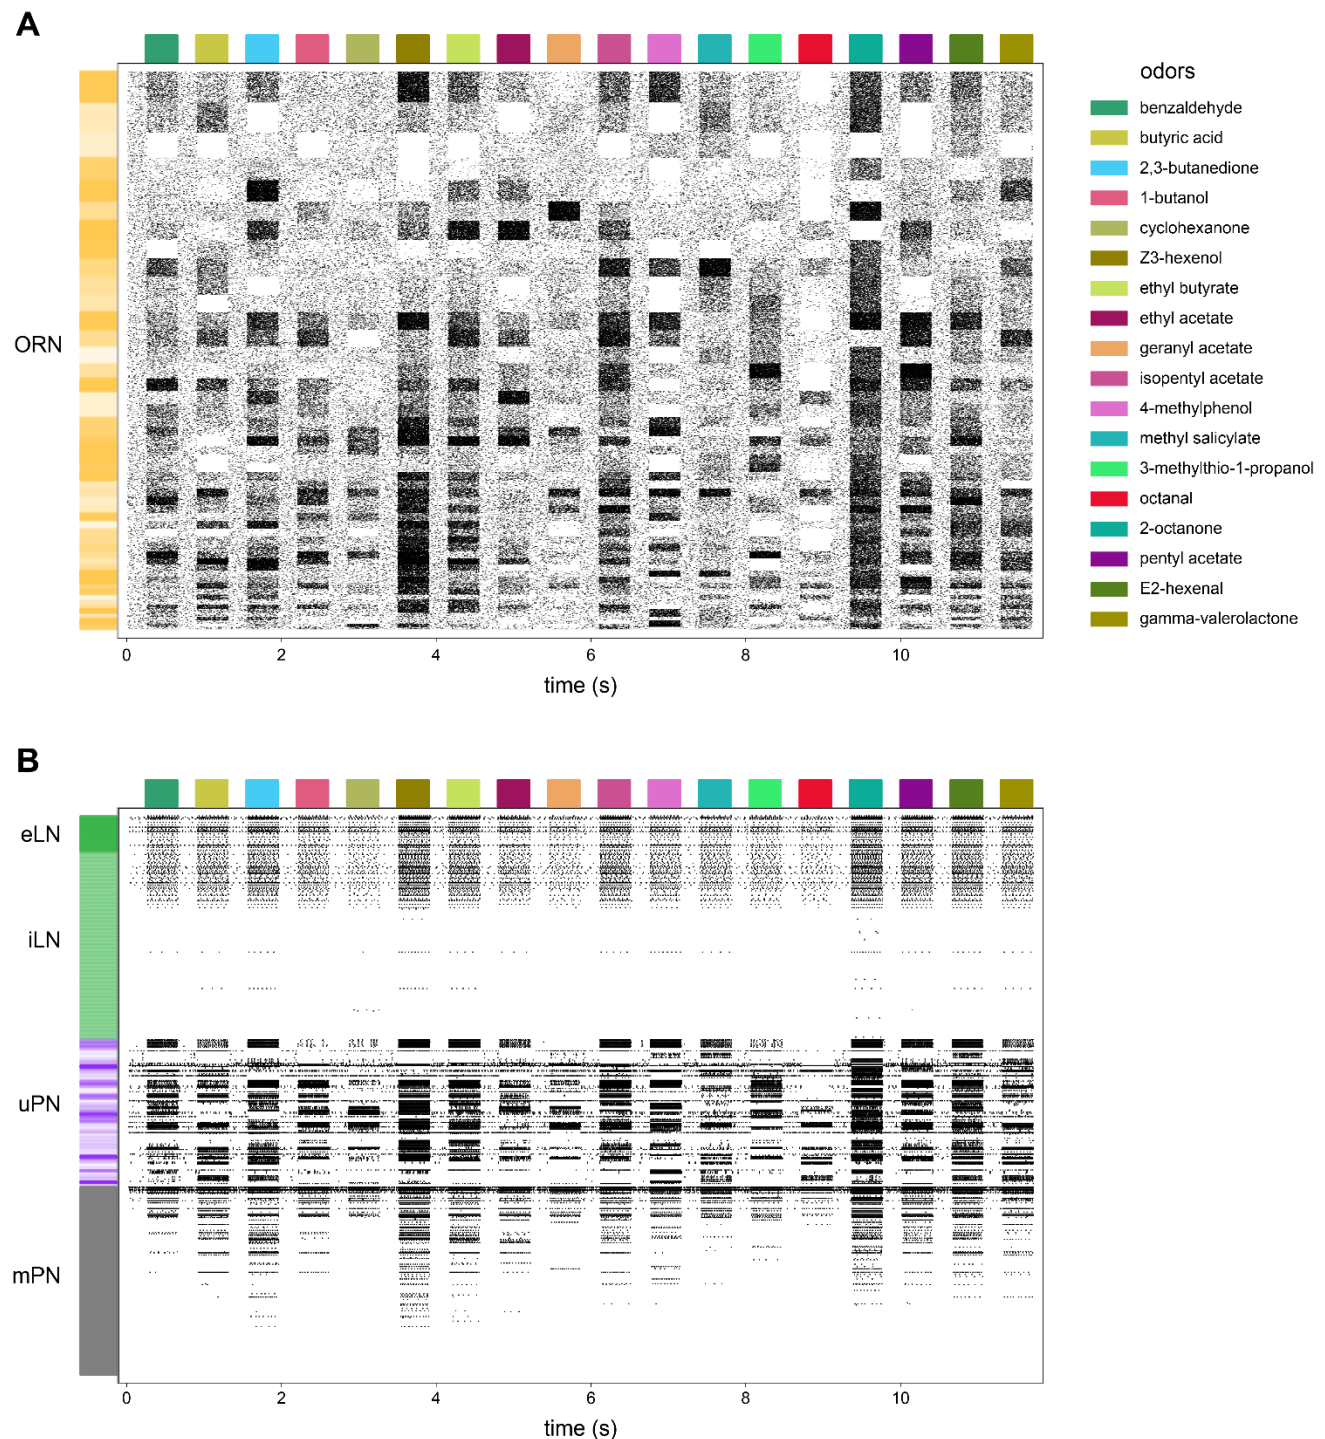 A
odors
benzaldehyde
butyric acid
2,3-butanedione
1-butanol
cyclohexanone
Z3-hexenol
ethyl butyrate
ethyl acetate
geranyl acetate
isopentyl acetate
4-methylphenol
methyl salicylate
3-methylthio-1-propanol
octanal
2-octanone
pentyl acetate
E2-hexenal
gamma-valerolactone
ORN
0 2 4 6 8 10
time (s)
B
eLN
iLN
uPN
mPN
0 2 4 6 8 10
time (s)